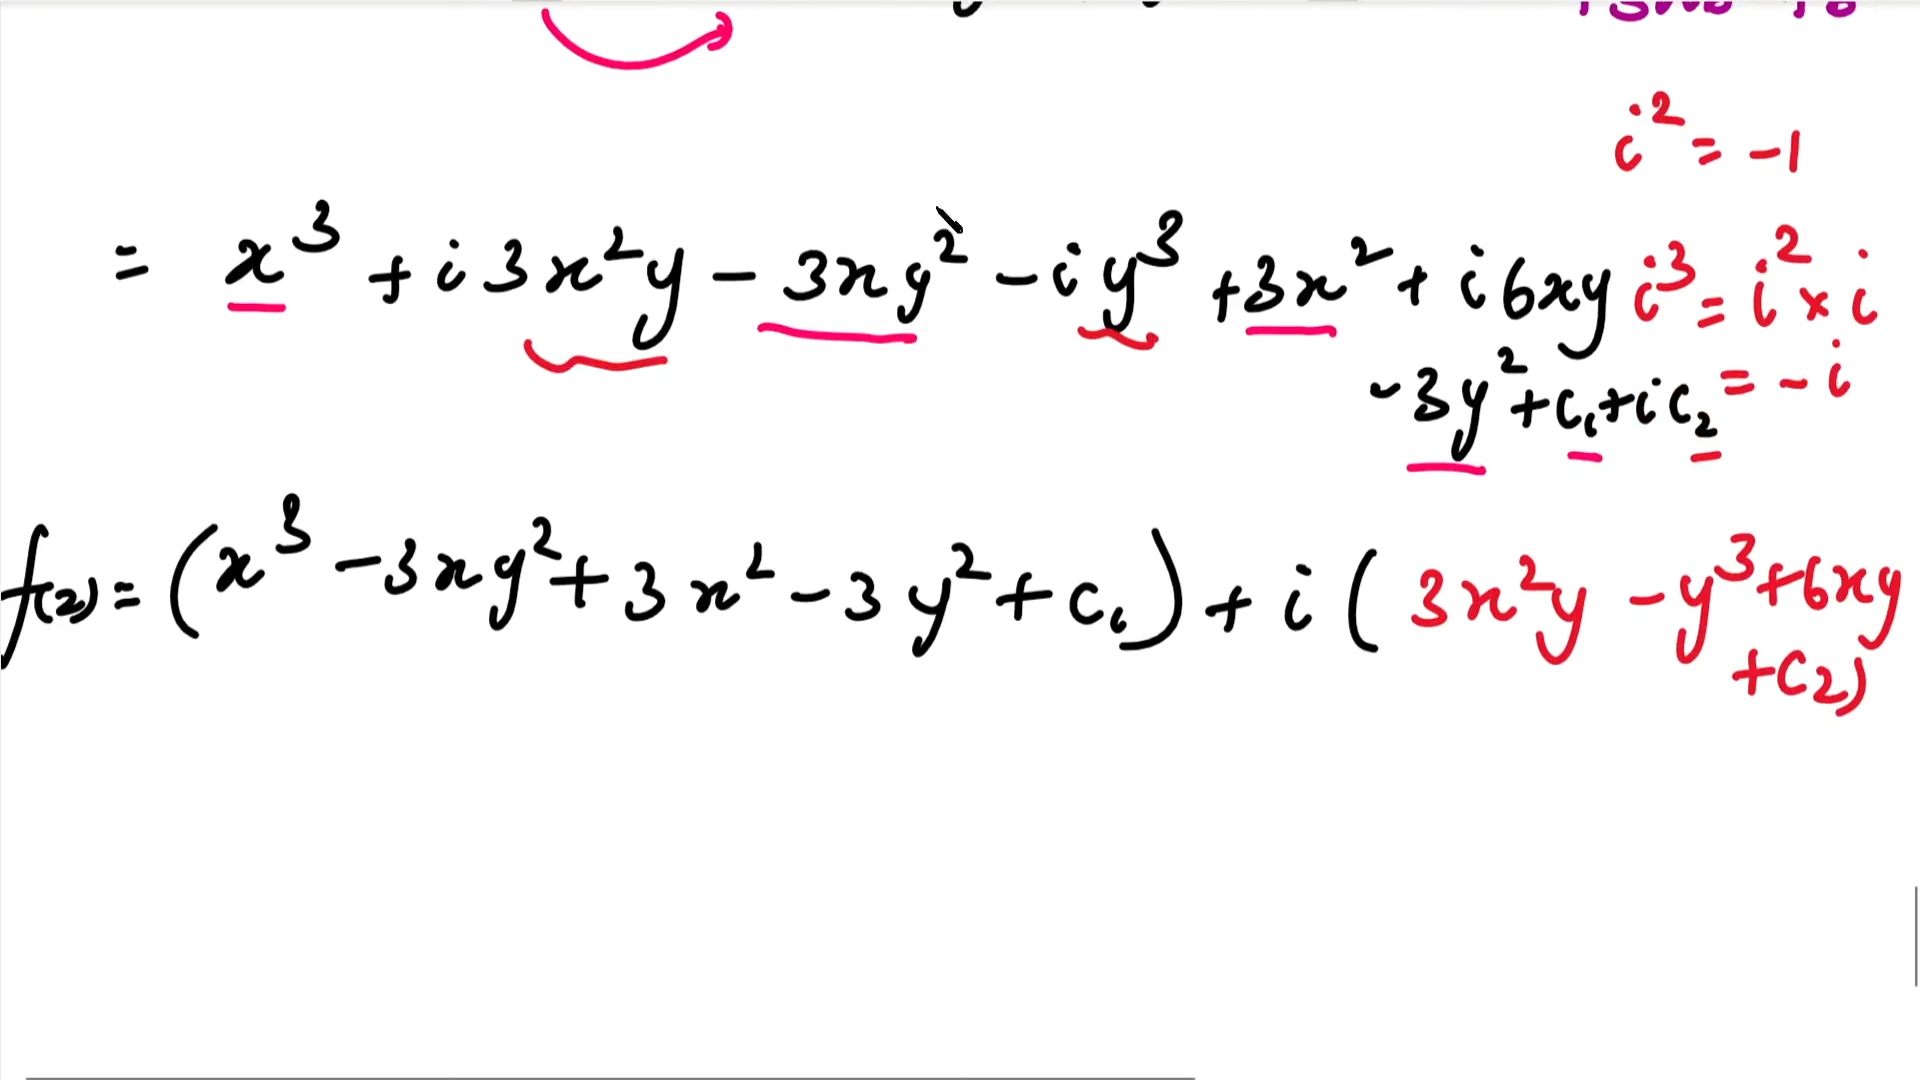 i² = -1
= x³ + i3x²y - 3xy² - iy³ + 3x² + i6xy
i³ = i² × i
- 3y² + c₁ + ic₂
= -i
f(z) = (x³ - 3xy² + 3x² - 3y² + c₁) + i (3x²y - y³ + 6xy
+ c₂)